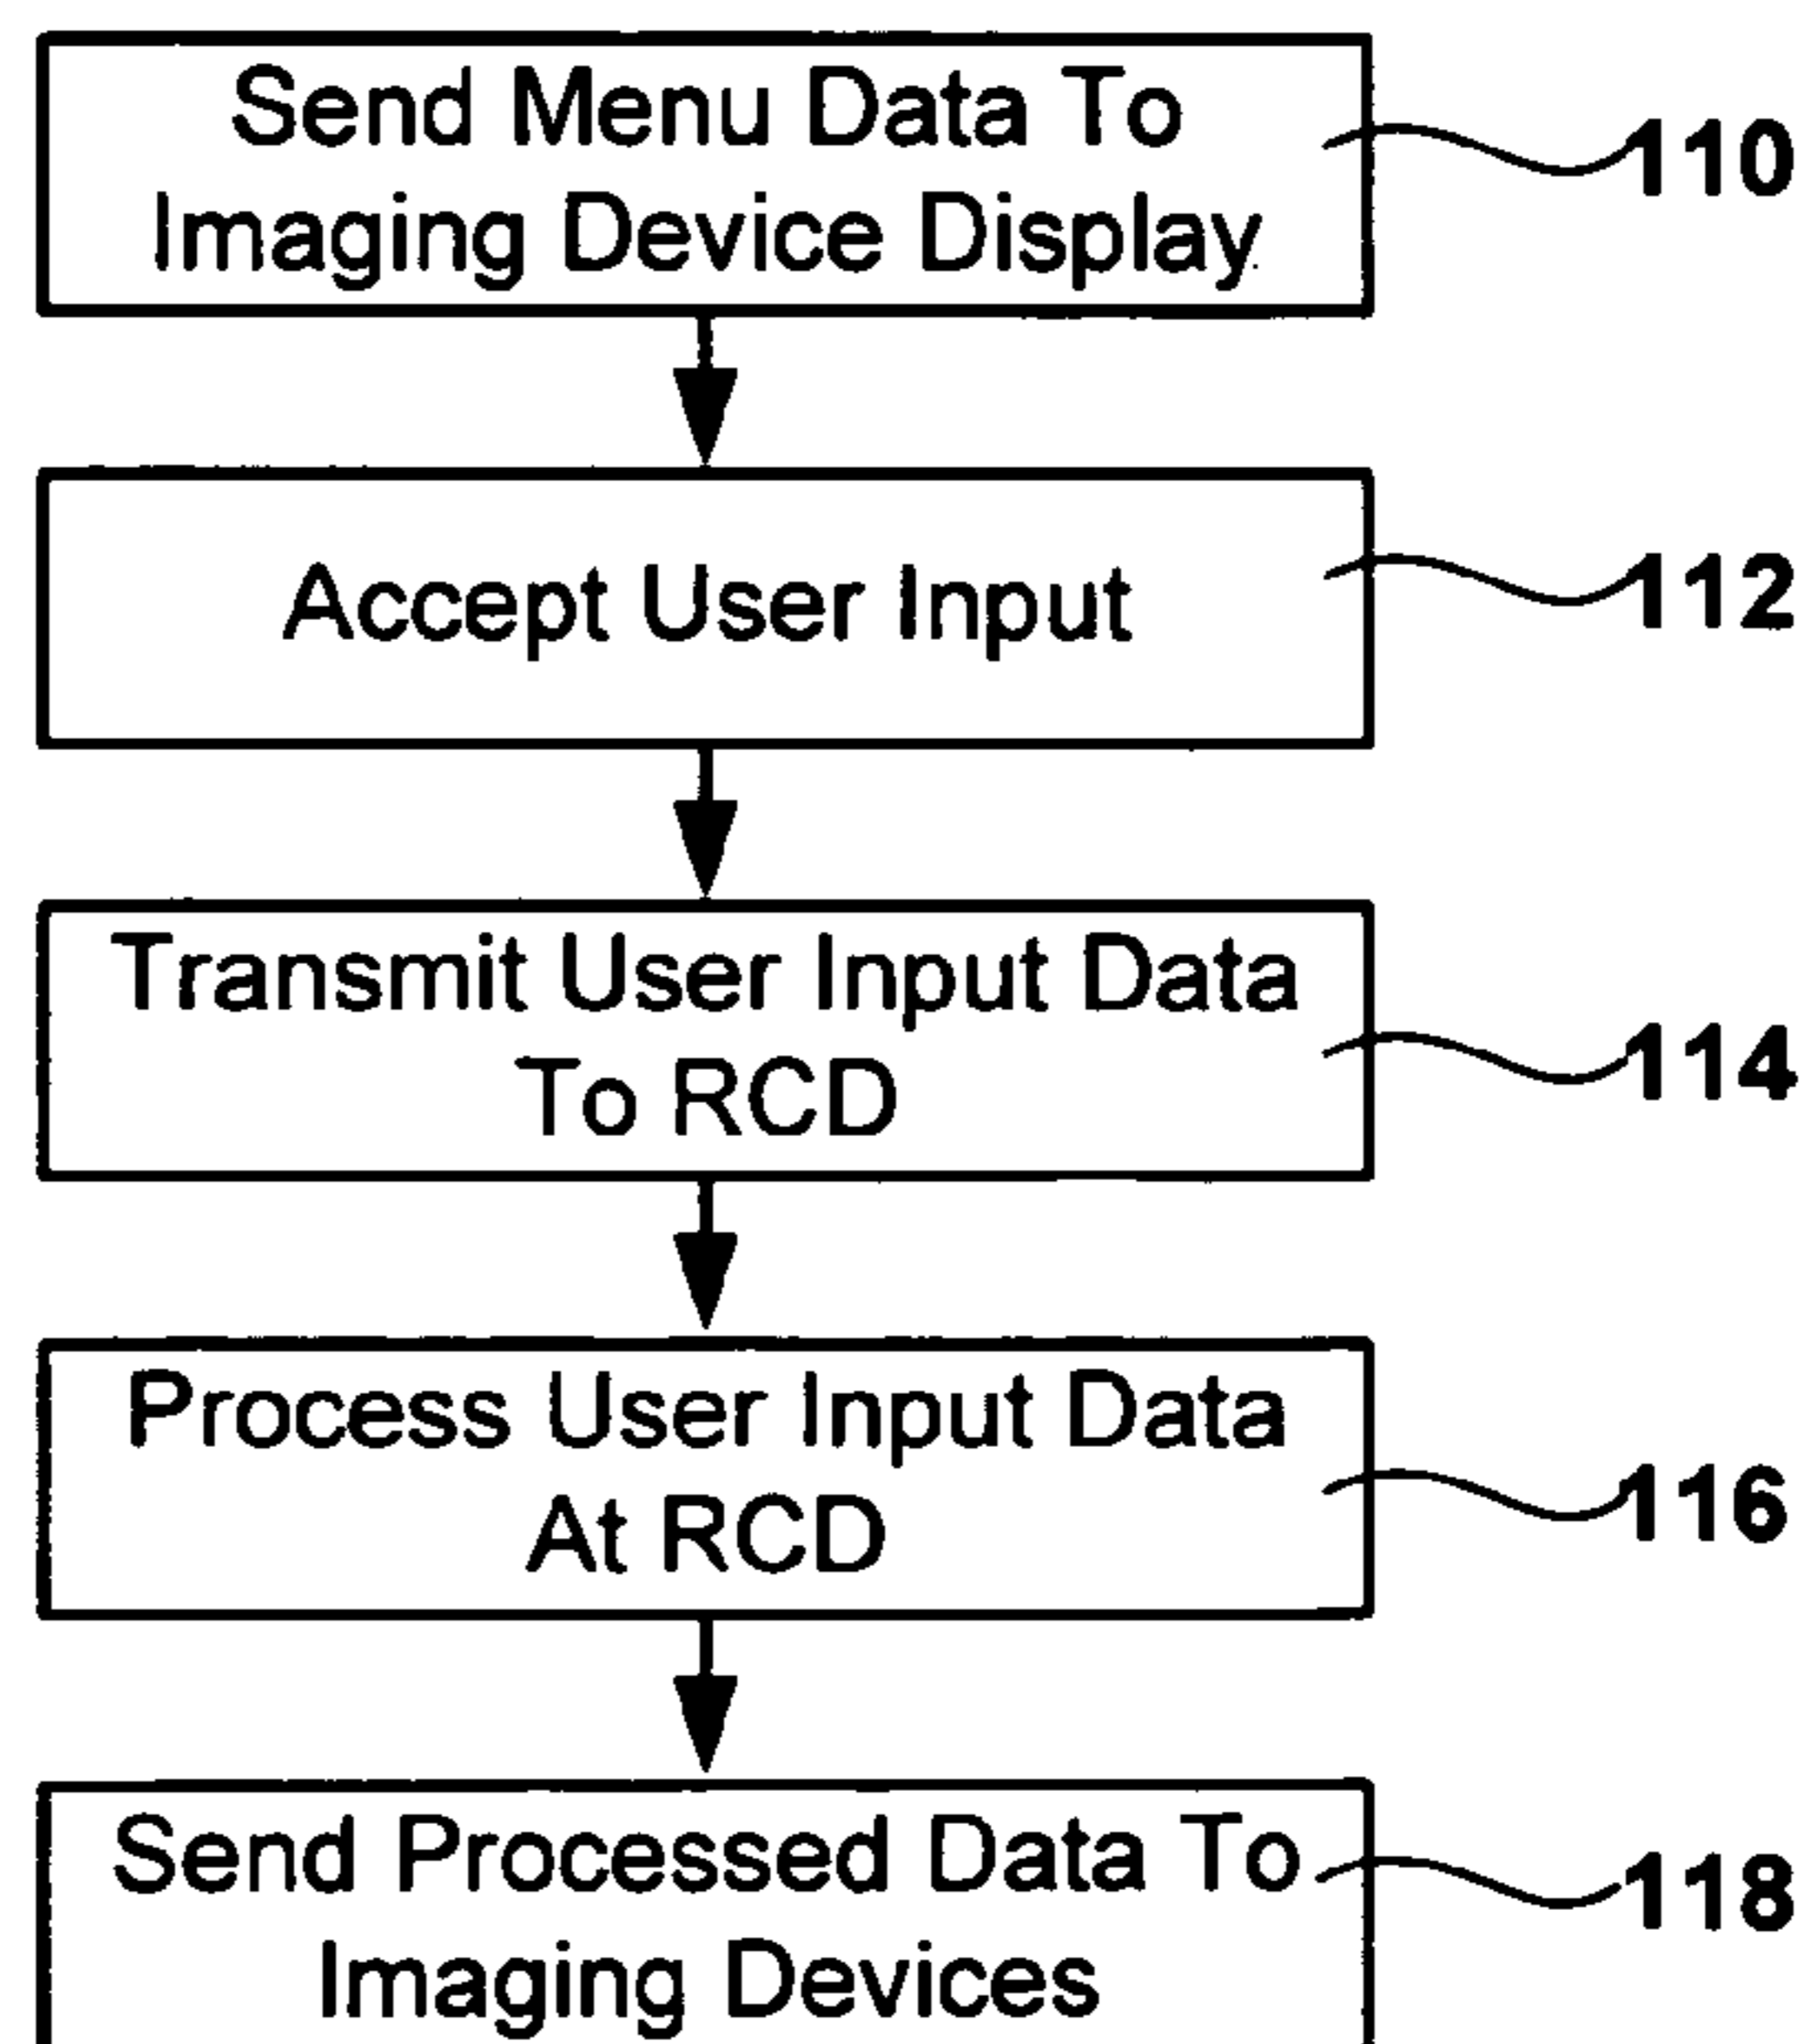 Send Menu Data To
Imaging Device Display
110
Accept User Input
112
Transmit User Input Data
To RCD
114
Process User Input Data
At RCD
116
Send Processed Data To
Imaging Devices
118